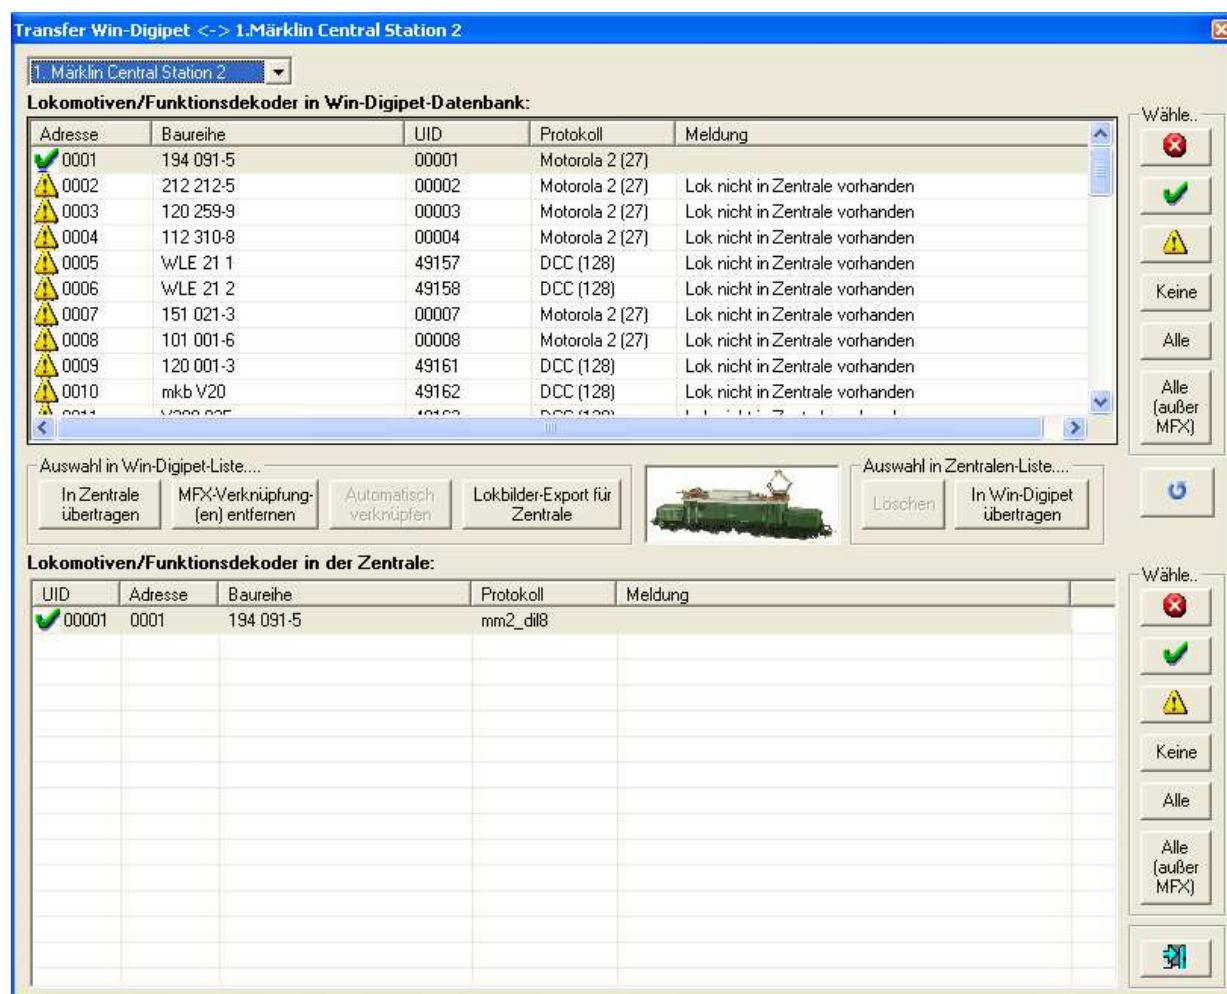 Transfer Win-Digipet <-> 1.Märklin Central Station 2
1. Märklin Central Station 2
Lokomotiven/Funktionsdekoder in Win-Digipet-Datenbank:
Adresse Baureihe UID Protokoll Meldung
0001 194 091-5 00001 Motorola 2 (27)
0002 212 212-5 00002 Motorola 2 (27) Lok nicht in Zentrale vorhanden
0003 120 259-9 00003 Motorola 2 (27) Lok nicht in Zentrale vorhanden
0004 112 310-8 00004 Motorola 2 (27) Lok nicht in Zentrale vorhanden
0005 WLE 21 1 49157 DCC (128) Lok nicht in Zentrale vorhanden
0006 WLE 21 2 49158 DCC (128) Lok nicht in Zentrale vorhanden
0007 151 021-3 00007 Motorola 2 (27) Lok nicht in Zentrale vorhanden
0008 101 001-6 00008 Motorola 2 (27) Lok nicht in Zentrale vorhanden
0009 120 001-3 49161 DCC (128) Lok nicht in Zentrale vorhanden
0010 mkb V20 49162 DCC (128) Lok nicht in Zentrale vorhanden
Wähle..
Keine
Alle
Alle
(außer
MFX)
Auswahl in Win-Digipet-Liste....
In Zentrale
übertragen
MFX-Verknüpfung-
(en) entfernen
Automatisch
verknüpfen
Lokbilder-Export für
Zentrale
Auswahl in Zentralen-Liste....
Löschen
In Win-Digipet
übertragen
Lokomotiven/Funktionsdekoder in der Zentrale:
UID Adresse Baureihe Protokoll Meldung
00001 0001 194 091-5 mm2_dil8
Wähle..
Keine
Alle
Alle
(außer
MFX)